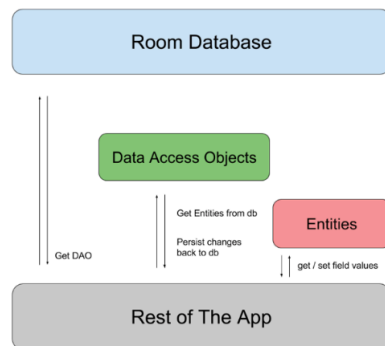 Room Database
Data Access Objects
Get Entities from db
Persist changes
back to db
Entities
Get DAO
get / set field values
Rest of The App